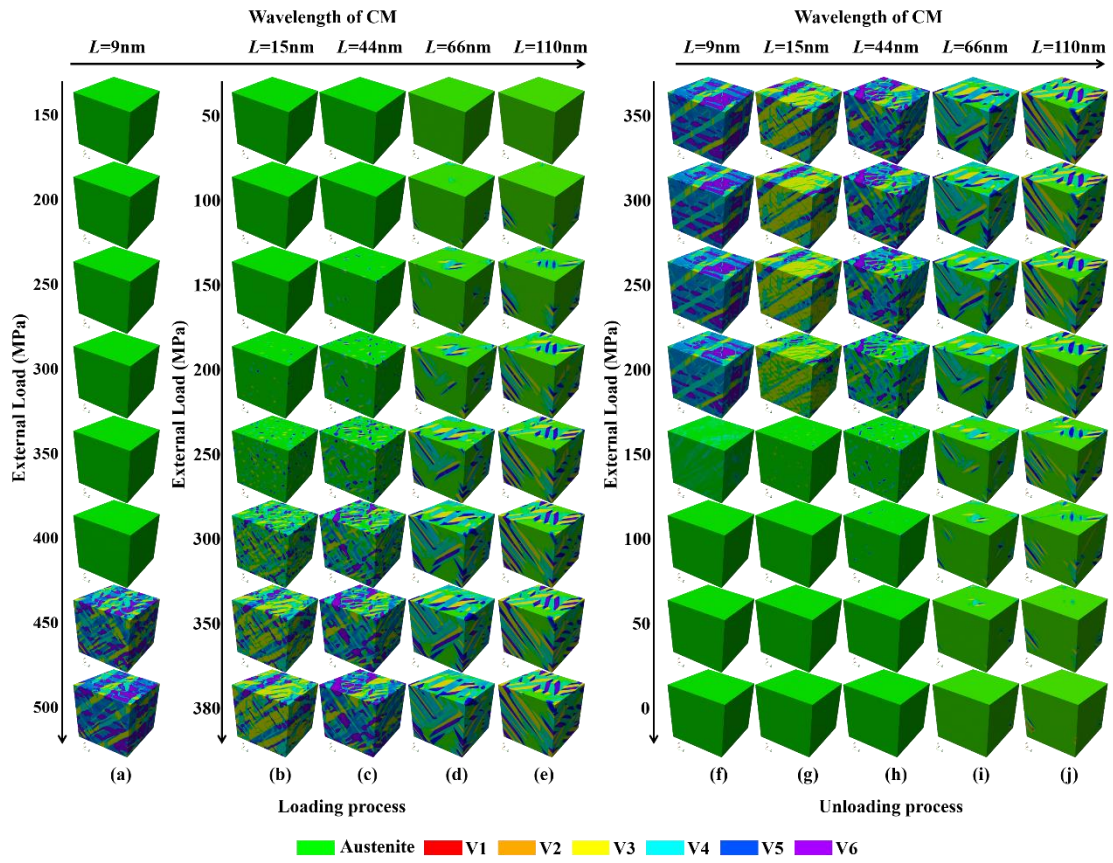 Wavelength of CM
Wavelength of CM
L=9nm
L=15nm
L=44nm
L=66nm
L=110nm
L=9nm
L=15nm
L=44nm
L=66nm
L=110nm
External Load (MPa)
150
200
250
300
350
400
450
500
External Load (MPa)
50
100
150
200
250
300
350
380
External Load (MPa)
350
300
250
200
150
100
50
0
(a)
(b)
(c)
(d)
(e)
(f)
(g)
(h)
(i)
(j)
Loading process
Unloading process
Austenite
V1
V2
V3
V4
V5
V6